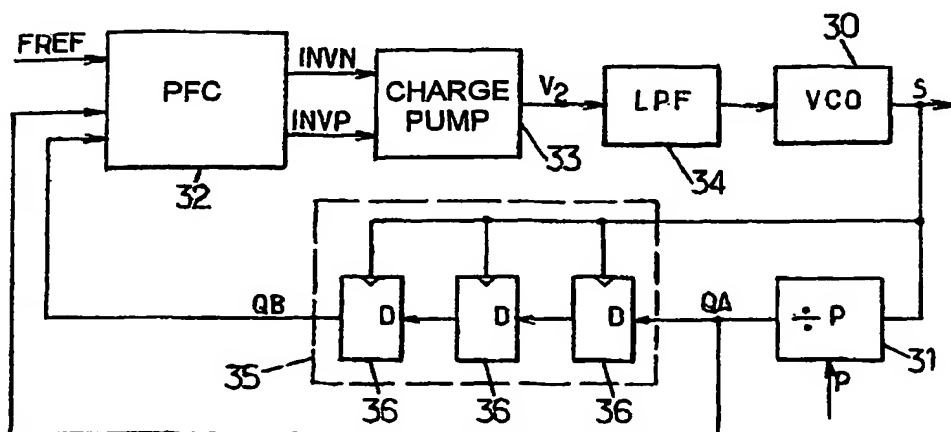 FREF
PFC
32
INVN
INVP
CHARGE
PUMP
33
V2
LPF
34
30
VCO
S
QB
35
D
36
D
36
D
36
QA
÷ P
31
P